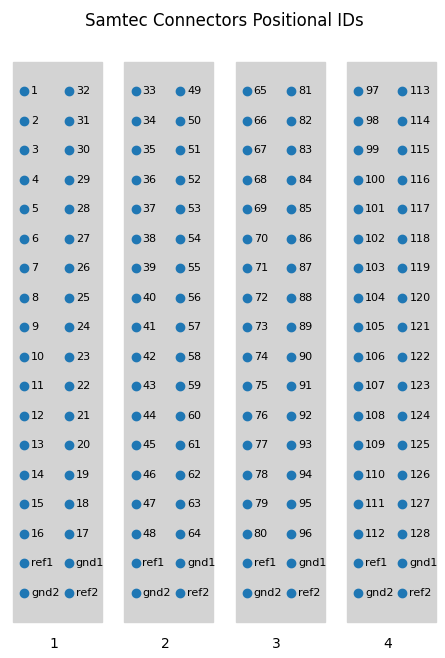 Samtec Connectors Positional IDs
1 32 33 49 65 81 97 113
2 31 34 50 66 82 98 114
3 30 35 51 67 83 99 115
4 29 36 52 68 84 100 116
5 28 37 53 69 85 101 117
6 27 38 54 70 86 102 118
7 26 39 55 71 87 103 119
8 25 40 56 72 88 104 120
9 24 41 57 73 89 105 121
10 23 42 58 74 90 106 122
11 22 43 59 75 91 107 123
12 21 44 60 76 92 108 124
13 20 45 61 77 93 109 125
14 19 46 62 78 94 110 126
15 18 47 63 79 95 111 127
16 17 48 64 80 96 112 128
ref1 gnd1 ref1 gnd1 ref1 gnd1 ref1 gnd1
gnd2 ref2 gnd2 ref2 gnd2 ref2 gnd2 ref2
1 2 3 4